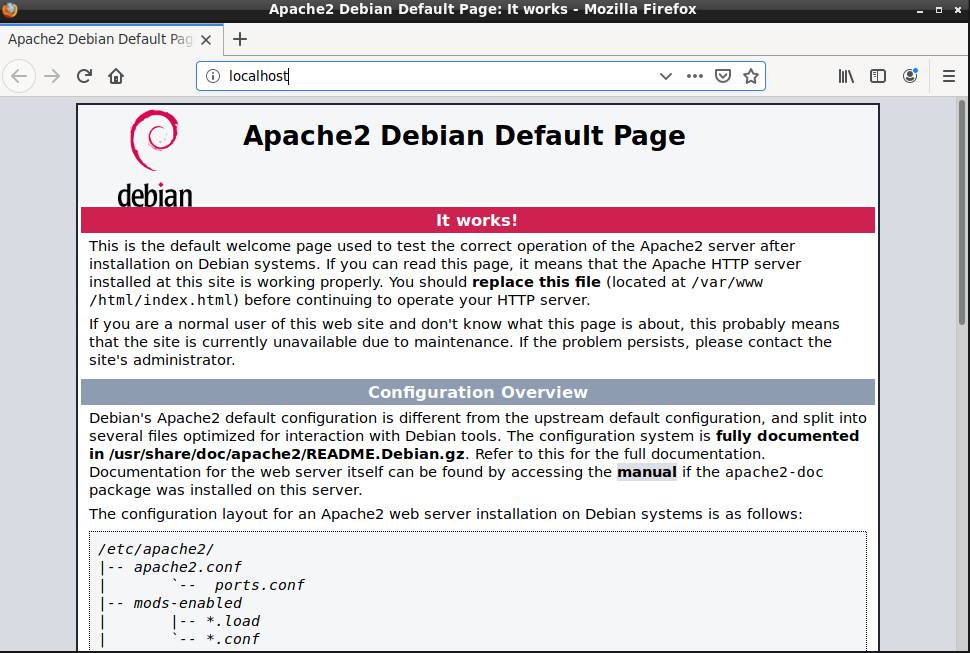 Apache2 Debian Default Page: It works - Mozilla Firefox
Apache2 Debian Default Pag
localhost
debian
Apache2 Debian Default Page
It works!
This is the default welcome page used to test the correct operation of the Apache2 server after
installation on Debian systems. If you can read this page, it means that the Apache HTTP server
installed at this site is working properly. You should replace this file (located at /var/www
/html/index.html) before continuing to operate your HTTP server.
If you are a normal user of this web site and don't know what this page is about, this probably means
that the site is currently unavailable due to maintenance. If the problem persists, please contact the
site's administrator.
Configuration Overview
Debian's Apache2 default configuration is different from the upstream default configuration, and split into
several files optimized for interaction with Debian tools. The configuration system is fully documented
in /usr/share/doc/apache2/README.Debian.gz. Refer to this for the full documentation.
Documentation for the web server itself can be found by accessing the manual if the apache2-doc
package was installed on this server.
The configuration layout for an Apache2 web server installation on Debian systems is as follows:
/etc/apache2/
|-- apache2.conf
|       `--  ports.conf
|-- mods-enabled
|       |-- *.load
|       `-- *.conf